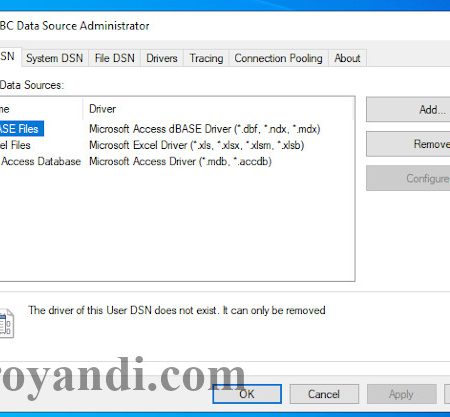 BC Data Source Administrator
SN System DSN File DSN Drivers Tracing Connection Pooling About
Data Sources:
me Driver
ASE Files Microsoft Access dBASE Driver (*.dbf, *.ndx, *.mdx)
el Files Microsoft Excel Driver (*.xls, *.xlsx, *.xlsm, *.xlsb)
Access Database Microsoft Access Driver (*.mdb, *.accdb)
Add...
Remove
Configure
The driver of this User DSN does not exist. It can only be removed
royandi.com
OK Cancel Apply